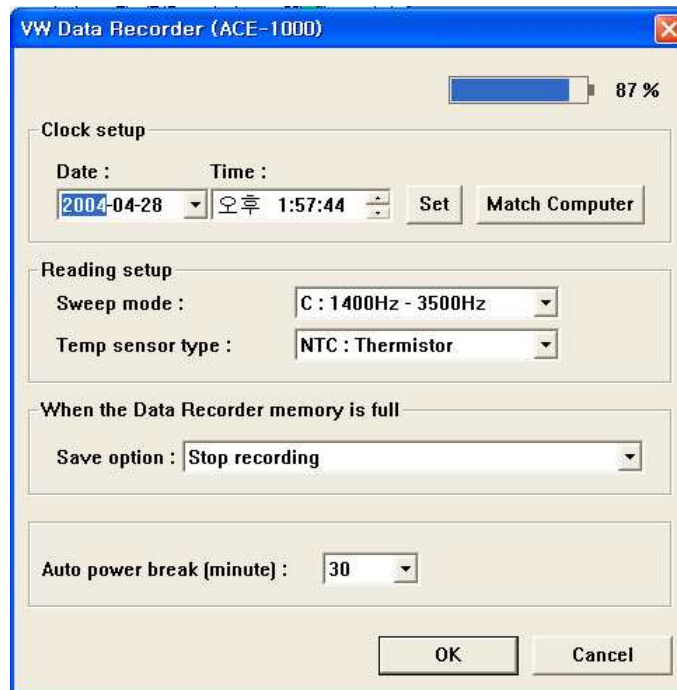 VW Data Recorder (ACE-1000)
87 %
Clock setup
Date : Time :
2004-04-28 오후 1:57:44 Set Match Computer
Reading setup
Sweep mode : C : 1400Hz - 3500Hz
Temp sensor type : NTC : Thermistor
When the Data Recorder memory is full
Save option : Stop recording
Auto power break (minute) : 30
OK Cancel